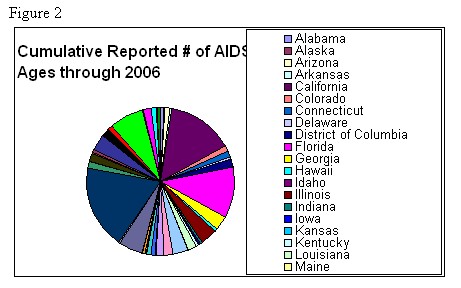 Figure 2
Cumulative Reported # of AIDS
Ages through 2006
Alabama
Alaska
Arizona
Arkansas
California
Colorado
Connecticut
Delaware
District of Columbia
Florida
Georgia
Hawaii
Idaho
Illinois
Indiana
Iowa
Kansas
Kentucky
Louisiana
Maine